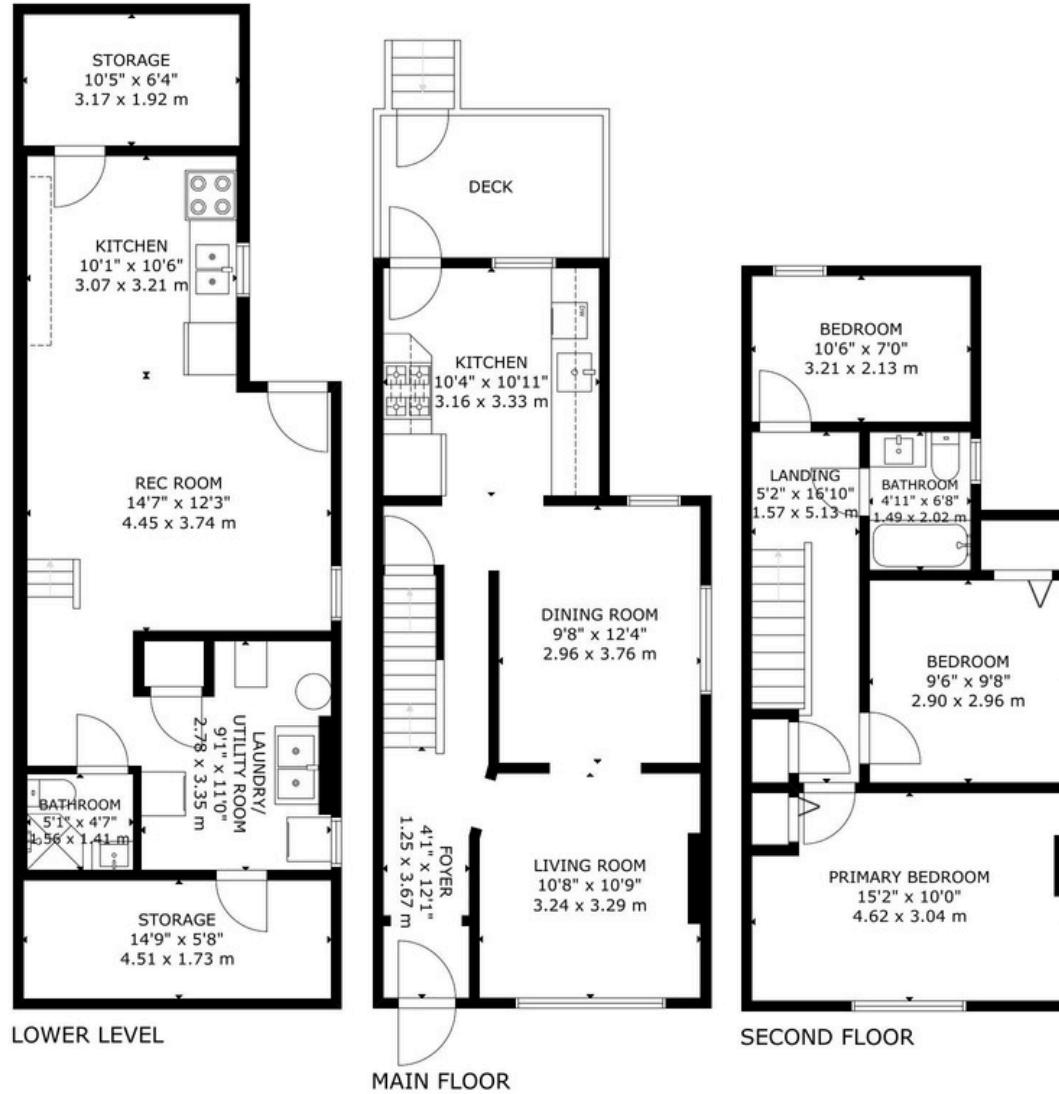 STORAGE
10'5" x 6'4"
3.17 x 1.92 m
KITCHEN
10'1" x 10'6"
3.07 x 3.21 m
REC ROOM
14'7" x 12'3"
4.45 x 3.74 m
LAUNDRY/
UTILITY ROOM
9'1" x 11'0"
2.78 x 3.35 m
BATHROOM
5'1" x 4'7"
1.56 x 1.41 m
STORAGE
14'9" x 5'8"
4.51 x 1.73 m
LOWER LEVEL
DECK
KITCHEN
10'4" x 10'11"
3.16 x 3.33 m
DW
DINING ROOM
9'8" x 12'4"
2.96 x 3.76 m
FOYER
4'1" x 12'1"
1.25 x 3.67 m
LIVING ROOM
10'8" x 10'9"
3.24 x 3.29 m
MAIN FLOOR
BEDROOM
10'6" x 7'0"
3.21 x 2.13 m
LANDING
5'2" x 16'10"
1.57 x 5.13 m
BATHROOM
4'11" x 6'8"
1.49 x 2.02 m
BEDROOM
9'6" x 9'8"
2.90 x 2.96 m
PRIMARY BEDROOM
15'2" x 10'0"
4.62 x 3.04 m
SECOND FLOOR